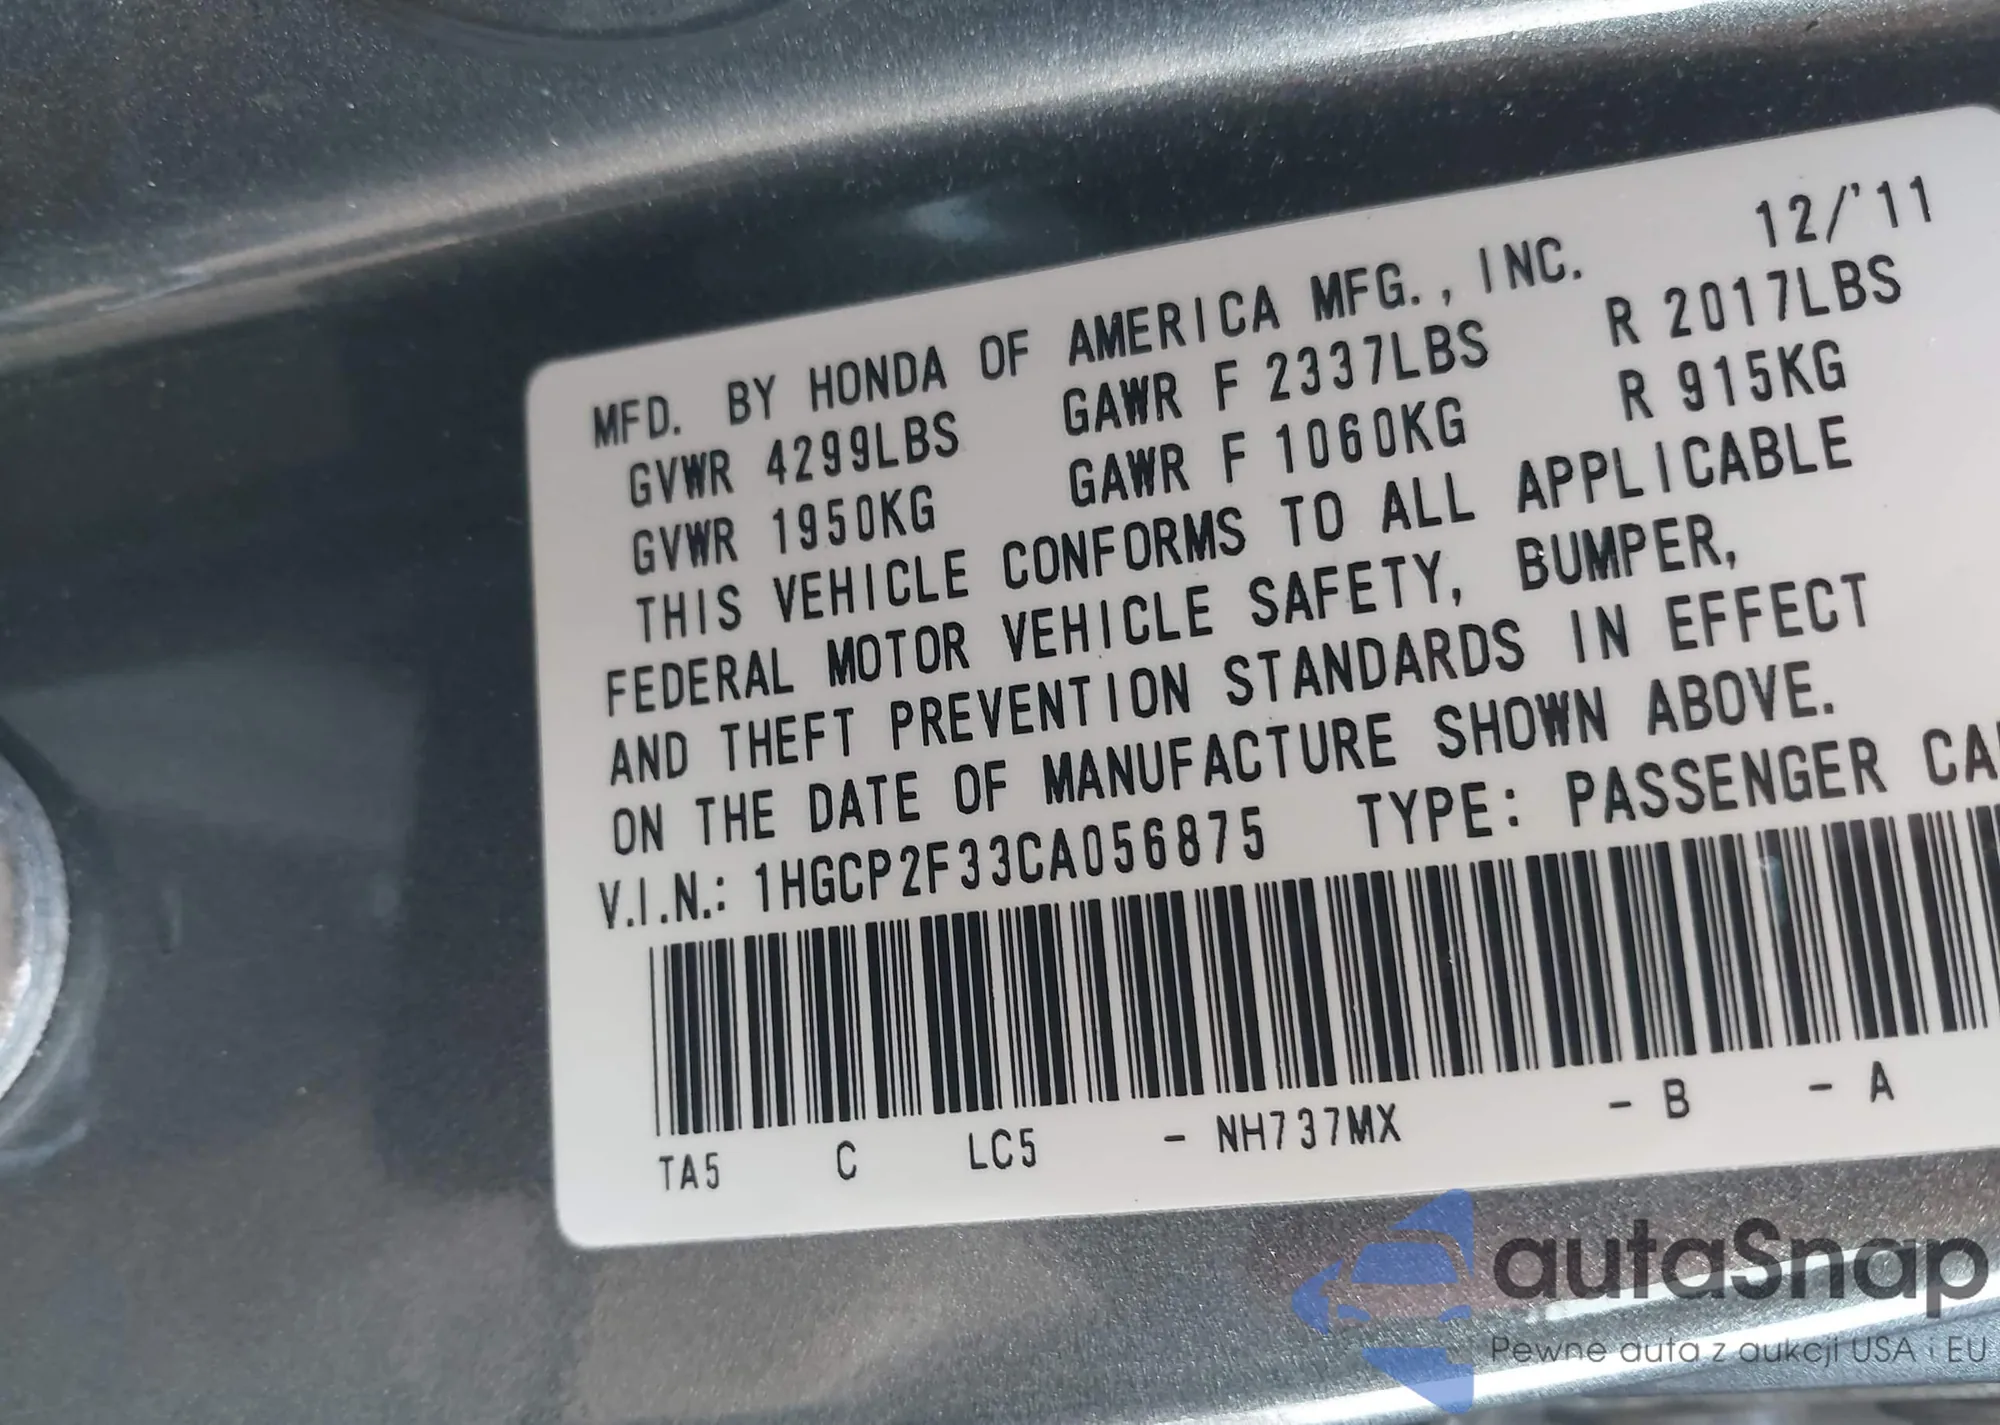 MFD. BY HONDA OF AMERICA MFG., INC. 12/'11
GVWR 4299LBS GAWR F 2337LBS R 2017LBS
GVWR 1950KG GAWR F 1060KG R 915KG
THIS VEHICLE CONFORMS TO ALL APPLICABLE
FEDERAL MOTOR VEHICLE SAFETY, BUMPER,
AND THEFT PREVENTION STANDARDS IN EFFECT
ON THE DATE OF MANUFACTURE SHOWN ABOVE.
V.I.N.: 1HGCP2F33CA056875 TYPE: PASSENGER CA
TA5 C LC5 - NH737MX - B - A
autaSnap
Pewne auta z aukcji USA i EU